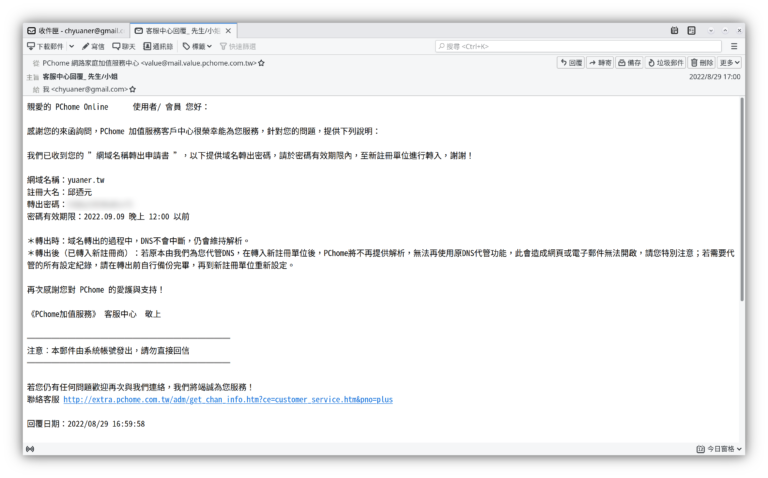 收件匣 - chyuaner@gmail.c
客服中心回覆_ 先生/小姐
下載郵件
寫信
聊天
通訊錄
標籤
快速篩選
搜尋 <Ctrl+K>
從 PChome 網路家庭加值服務中心 <value@mail.value.pchome.com.tw>
回覆
轉寄
備存
垃圾郵件
刪除
更多
主旨 客服中心回覆_ 先生/小姐
2022/8/29 17:00
給 我 <chyuaner@gmail.com>
親愛的 PChome Online 使用者/ 會員 您好：
感謝您的來函詢問，PChome 加值服務客戶中心很榮幸能為您服務，針對您的問題，提供下列說明：
我們已收到您的 ” 網域名稱轉出申請書 ” ，以下提供域名轉出密碼，請於密碼有效期限內，至新註冊單位進行轉入，謝謝！
網域名稱：yuaner.tw
註冊大名：邱迺元
轉出密碼：
密碼有效期限：2022.09.09 晚上 12:00 以前
＊轉出時：域名轉出的過程中，DNS不會中斷，仍會維持解析。
＊轉出後（已轉入新註冊商）：若原本由我們為您代管DNS，在轉入新註冊單位後，PChome將不再提供解析，無法再使用原DNS代管功能，此會造成網頁或電子郵件無法開啟，請您特別注意；若需要代
管的所有設定紀錄，請在轉出前自行備份完畢，再到新註冊單位重新設定。
再次感謝您對 PChome 的愛護與支持！
《PChome加值服務》 客服中心 敬上
注意：本郵件由系統帳號發出，請勿直接回信
若您仍有任何問題歡迎再次與我們連絡，我們將竭誠為您服務！
聯絡客服 http://extra.pchome.com.tw/adm/get_chan_info.htm?ce=customer_service.htm&pno=plus
回覆日期：2022/08/29 16:59:58
今日窗格